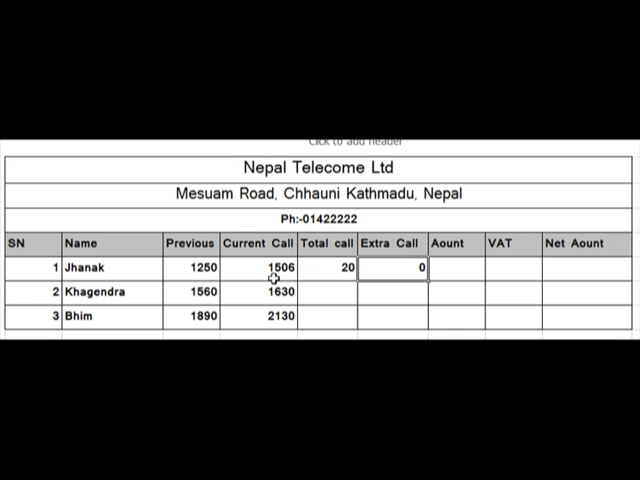 Click to add header
Nepal Telecome Ltd
Mesuam Road, Chhauni Kathmadu, Nepal
Ph:-01422222
SN Name Previous Current Call Total call Extra Call Aount VAT Net Aount
1 Jhanak 1250 1506 20 0
2 Khagendra 1560 1630
3 Bhim 1890 2130